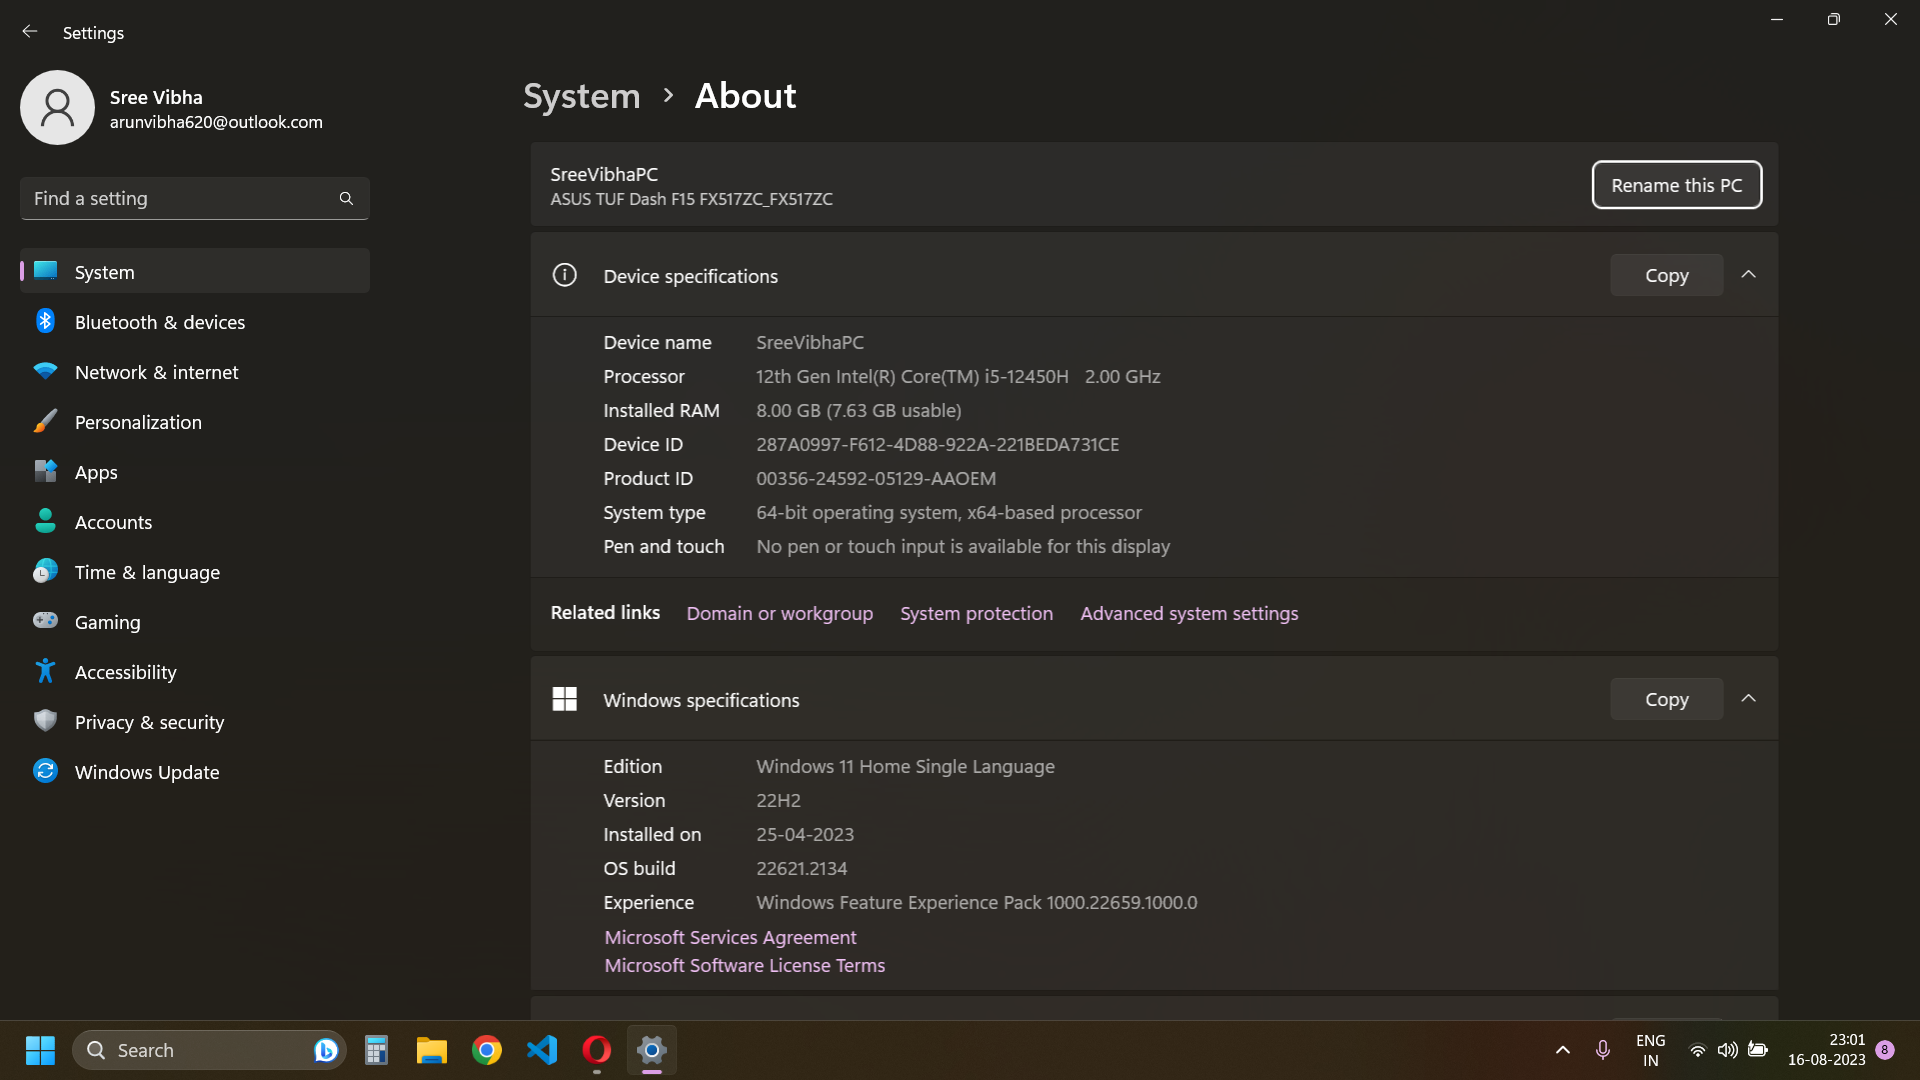 Settings
Sree Vibha
arunvibha620@outlook.com
Find a setting
System
Bluetooth & devices
Network & internet
Personalization
Apps
Accounts
Time & language
Gaming
Accessibility
Privacy & security
Windows Update
System > About
SreeVibhaPC
ASUS TUF Dash F15 FX517ZC_FX517ZC
Rename this PC
Device specifications
Copy
Device name SreeVibhaPC
Processor 12th Gen Intel(R) Core(TM) i5-12450H 2.00 GHz
Installed RAM 8.00 GB (7.63 GB usable)
Device ID 287A0997-F612-4D88-922A-221BEDA731CE
Product ID 00356-24592-05129-AAOEM
System type 64-bit operating system, x64-based processor
Pen and touch No pen or touch input is available for this display
Related links Domain or workgroup System protection Advanced system settings
Windows specifications
Copy
Edition Windows 11 Home Single Language
Version 22H2
Installed on 25-04-2023
OS build 22621.2134
Experience Windows Feature Experience Pack 1000.22659.1000.0
Microsoft Services Agreement
Microsoft Software License Terms
Search
ENG
IN
23:01
16-08-2023
8